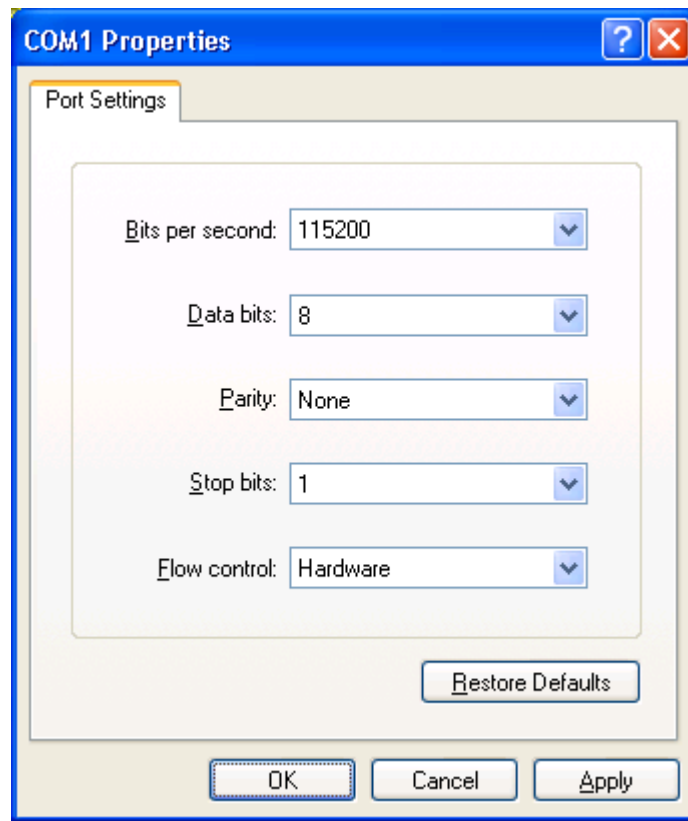 COM1 Properties
Port Settings
Bits per second: 115200
Data bits: 8
Parity: None
Stop bits: 1
Flow control: Hardware
Restore Defaults
OK Cancel Apply